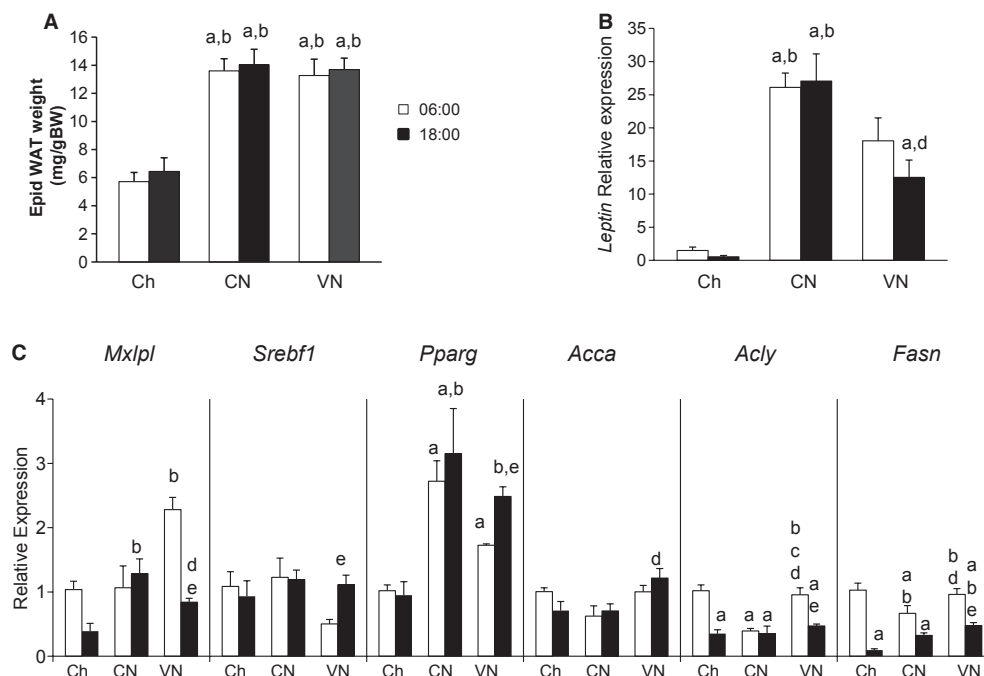 A
Epid WAT weight
(mg/gBW)
16
14
12
10
8
6
4
2
0
a,b a,b a,b a,b
Ch CN VN
06:00
18:00
B
Leptin Relative expression
35
30
25
20
15
10
5
0
a,b
a,b
a,d
Ch CN VN
C
Mxlpl Srebf1 Pparg Acca Acly Fasn
Relative Expression
4
3
2
1
0
b
b
d
e
e
a
a,b
a
b,e
d
a
a a
b
c
d
a
e
a
a
b
a
b
d
a
b
e
Ch CN VN Ch CN VN Ch CN VN Ch CN VN Ch CN VN Ch CN VN